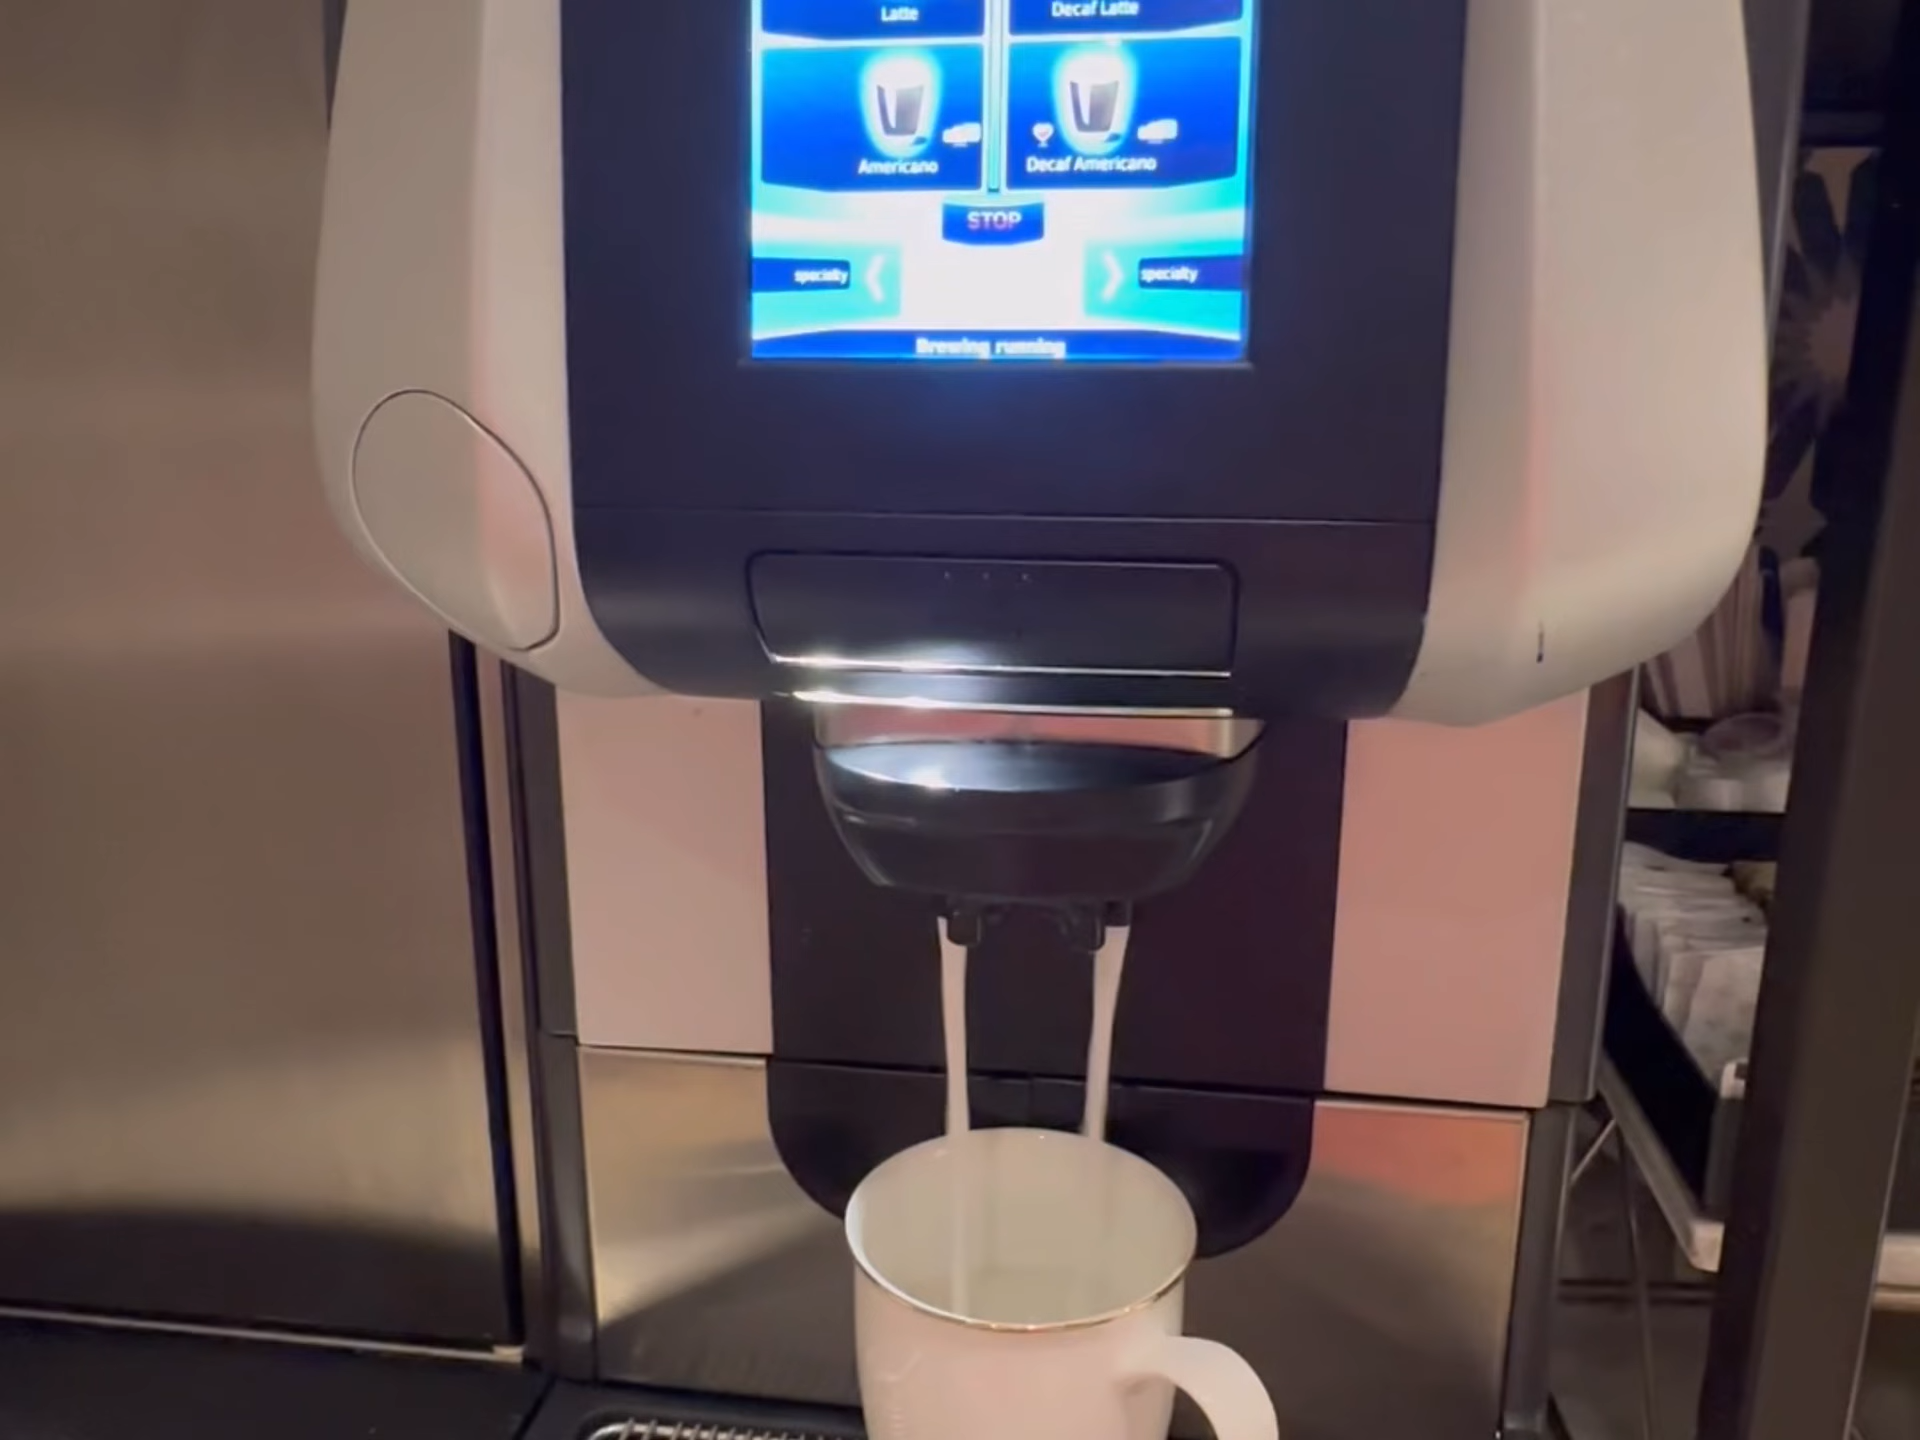 Latte
Decaf Latte
Americano
Decaf Americano
STOP
specialty
specialty
Brewing running